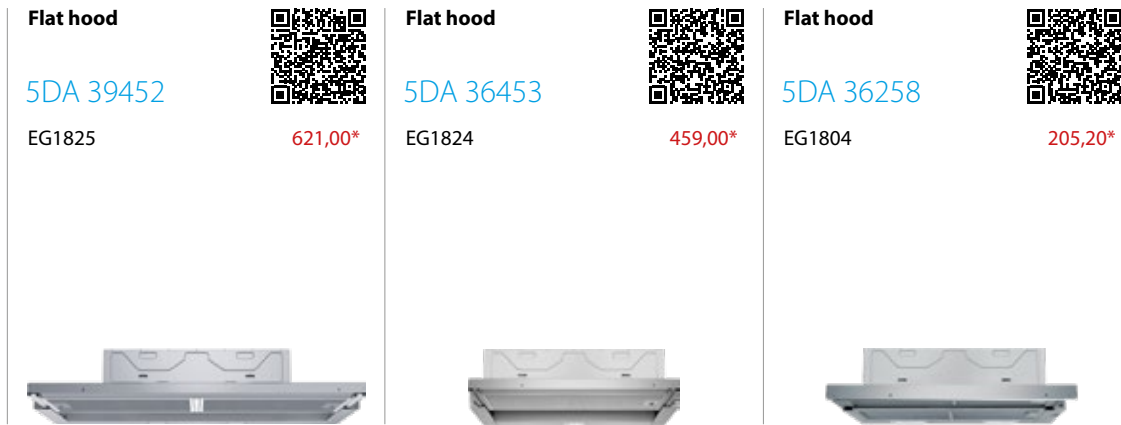 Flat hood
5DA 39452
EG1825 621,00*
Flat hood
5DA 36453
EG1824 459,00*
Flat hood
5DA 36258
EG1804 205,20*